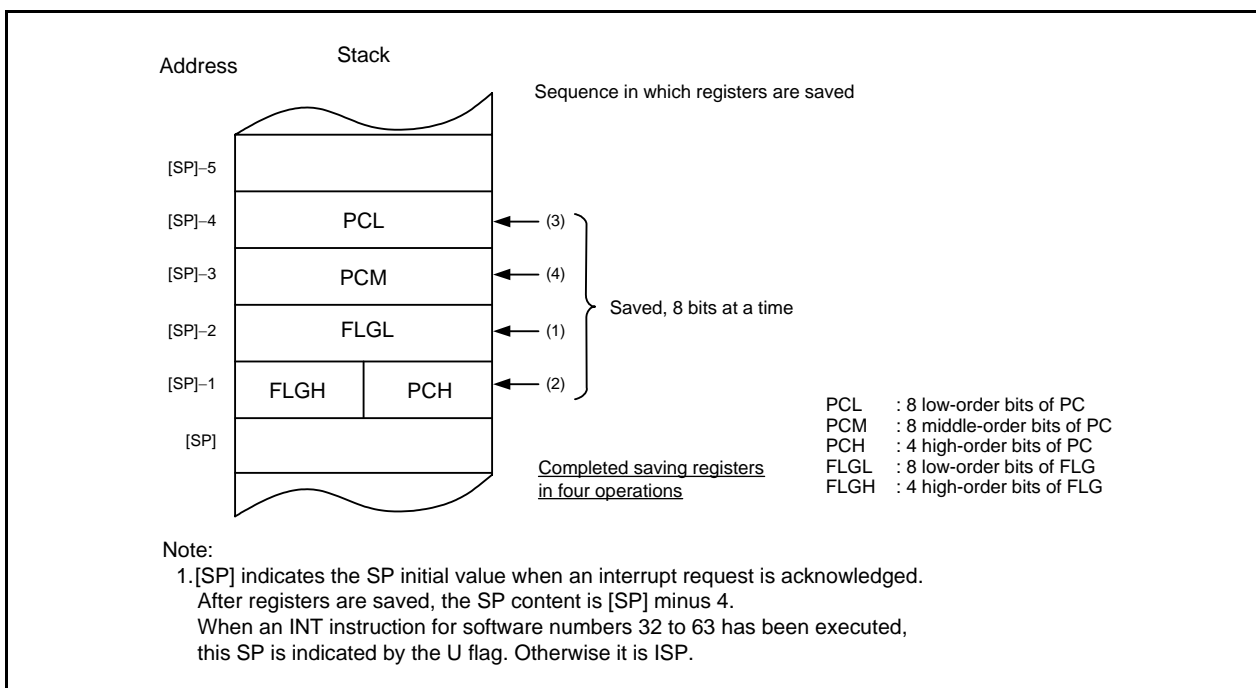 Address
Stack
Sequence in which registers are saved
[SP]−5
[SP]−4
PCL
(3)
[SP]−3
PCM
(4)
Saved, 8 bits at a time
[SP]−2
FLGL
(1)
[SP]−1
FLGH
PCH
(2)
[SP]
Completed saving registers
in four operations
PCL : 8 low-order bits of PC
PCM : 8 middle-order bits of PC
PCH : 4 high-order bits of PC
FLGL : 8 low-order bits of FLG
FLGH : 4 high-order bits of FLG
Note:
1.[SP] indicates the SP initial value when an interrupt request is acknowledged.
After registers are saved, the SP content is [SP] minus 4.
When an INT instruction for software numbers 32 to 63 has been executed,
this SP is indicated by the U flag. Otherwise it is ISP.